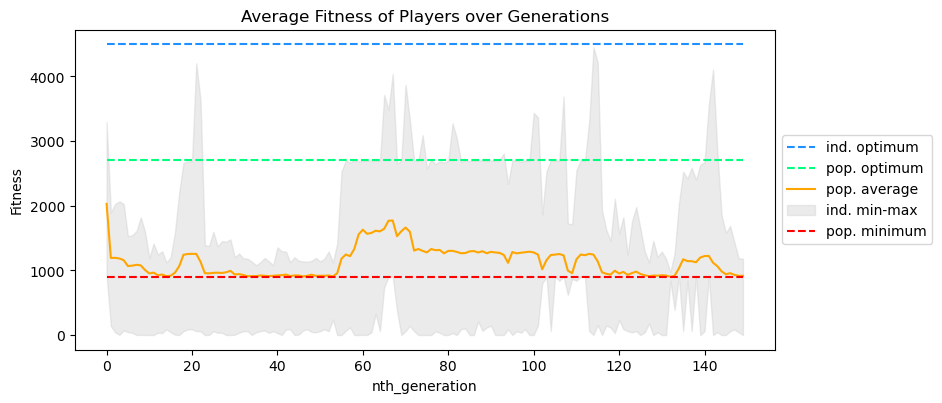 Average Fitness of Players over Generations
Fitness
4000
3000
2000
1000
0
0 20 40 60 80 100 120 140
nth_generation
ind. optimum
pop. optimum
pop. average
ind. min-max
pop. minimum